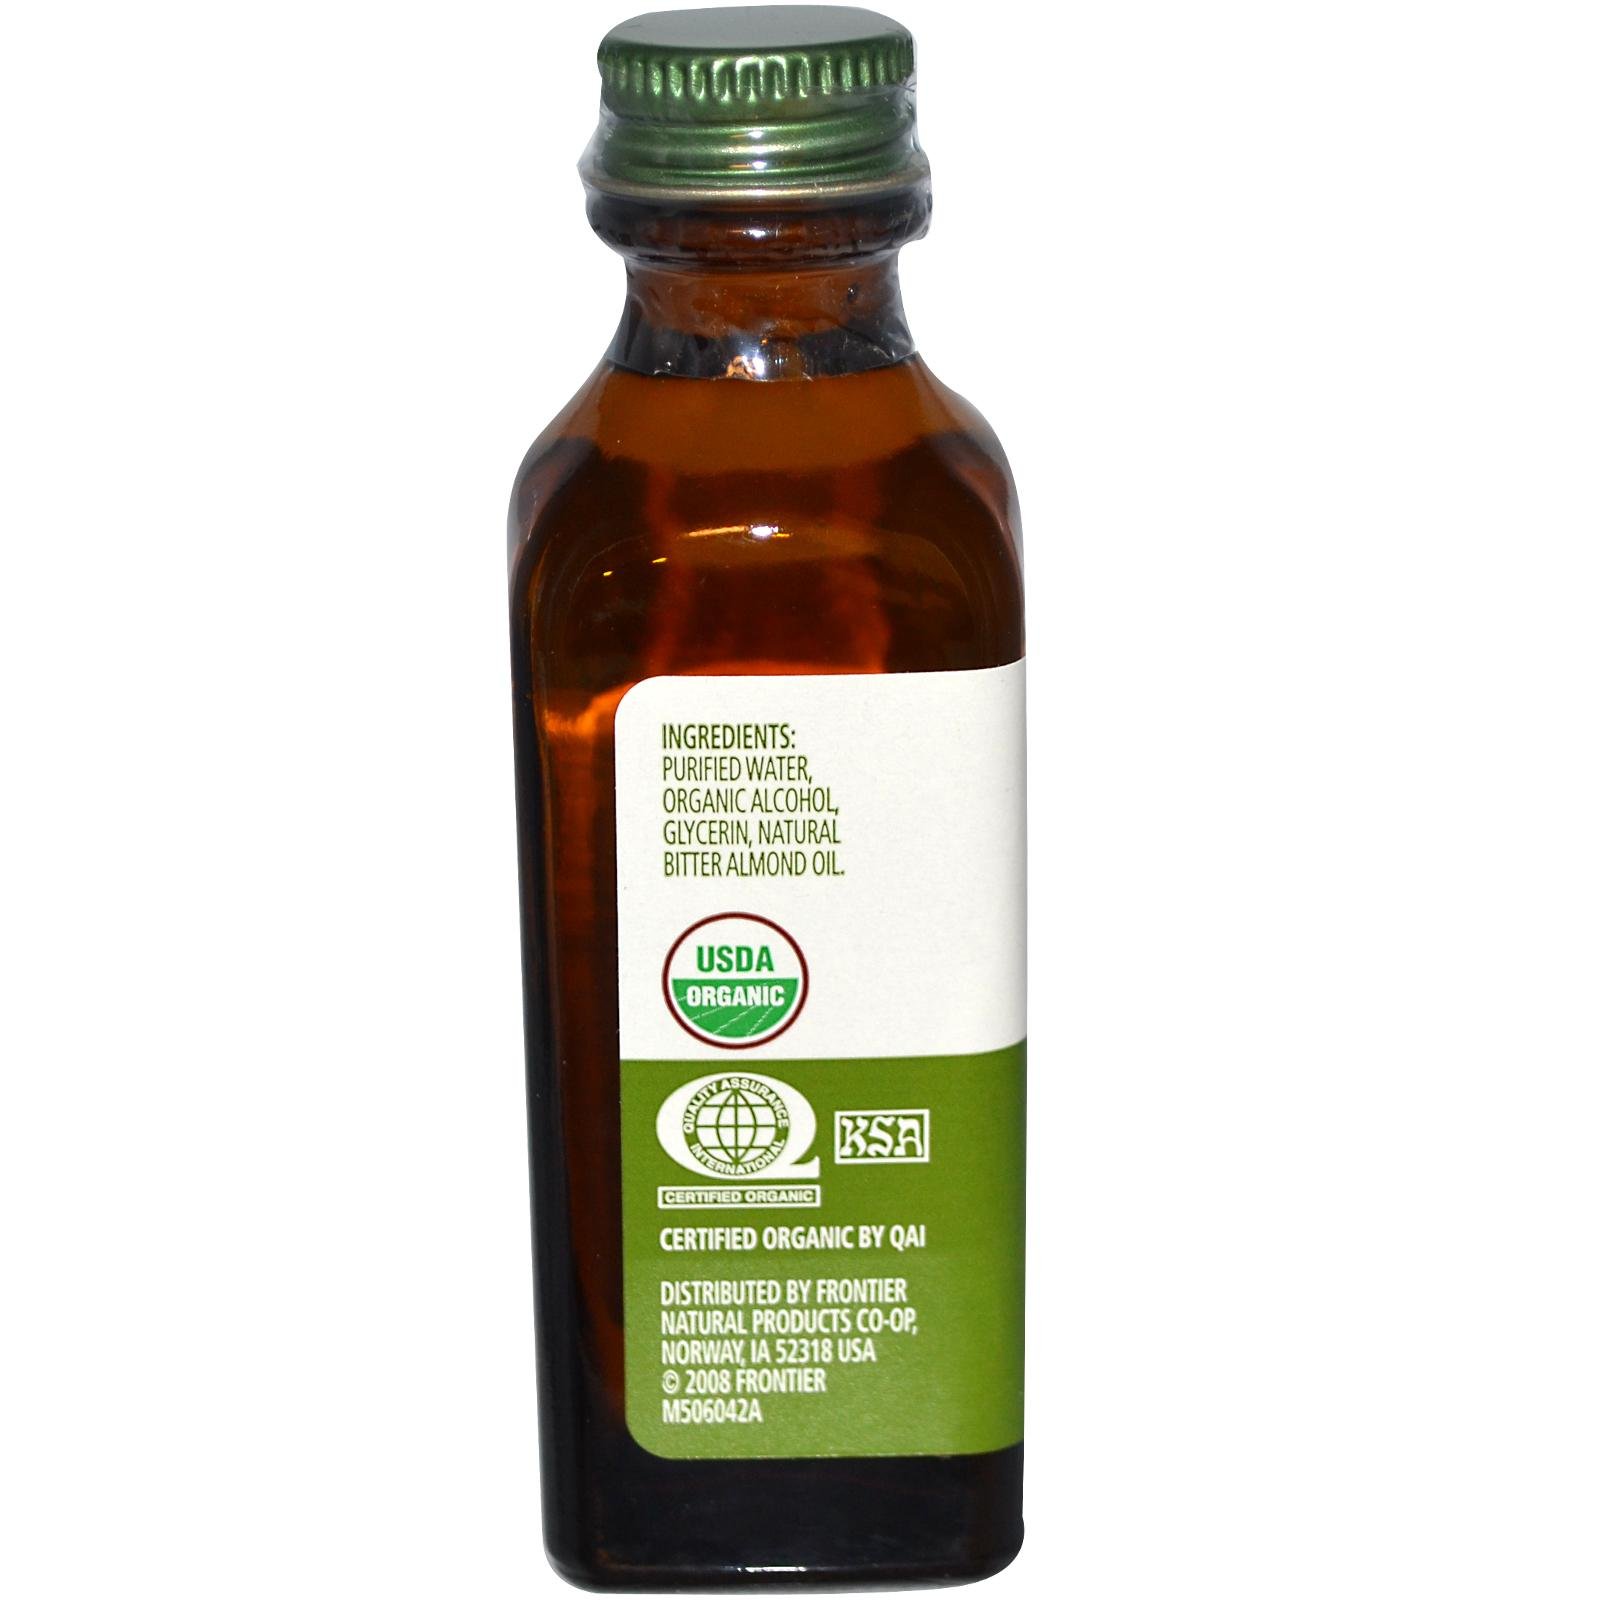 INGREDIENTS:
PURIFIED WATER,
ORGANIC ALCOHOL,
GLYCERIN, NATURAL
BITTER ALMOND OIL.
USDA
ORGANIC
QUALITY ASSURANCE
INTERNATIONAL
CERTIFIED ORGANIC
KSA
CERTIFIED ORGANIC BY QAI
DISTRIBUTED BY FRONTIER
NATURAL PRODUCTS CO-OP,
NORWAY, IA 52318 USA
© 2008 FRONTIER
M506042A